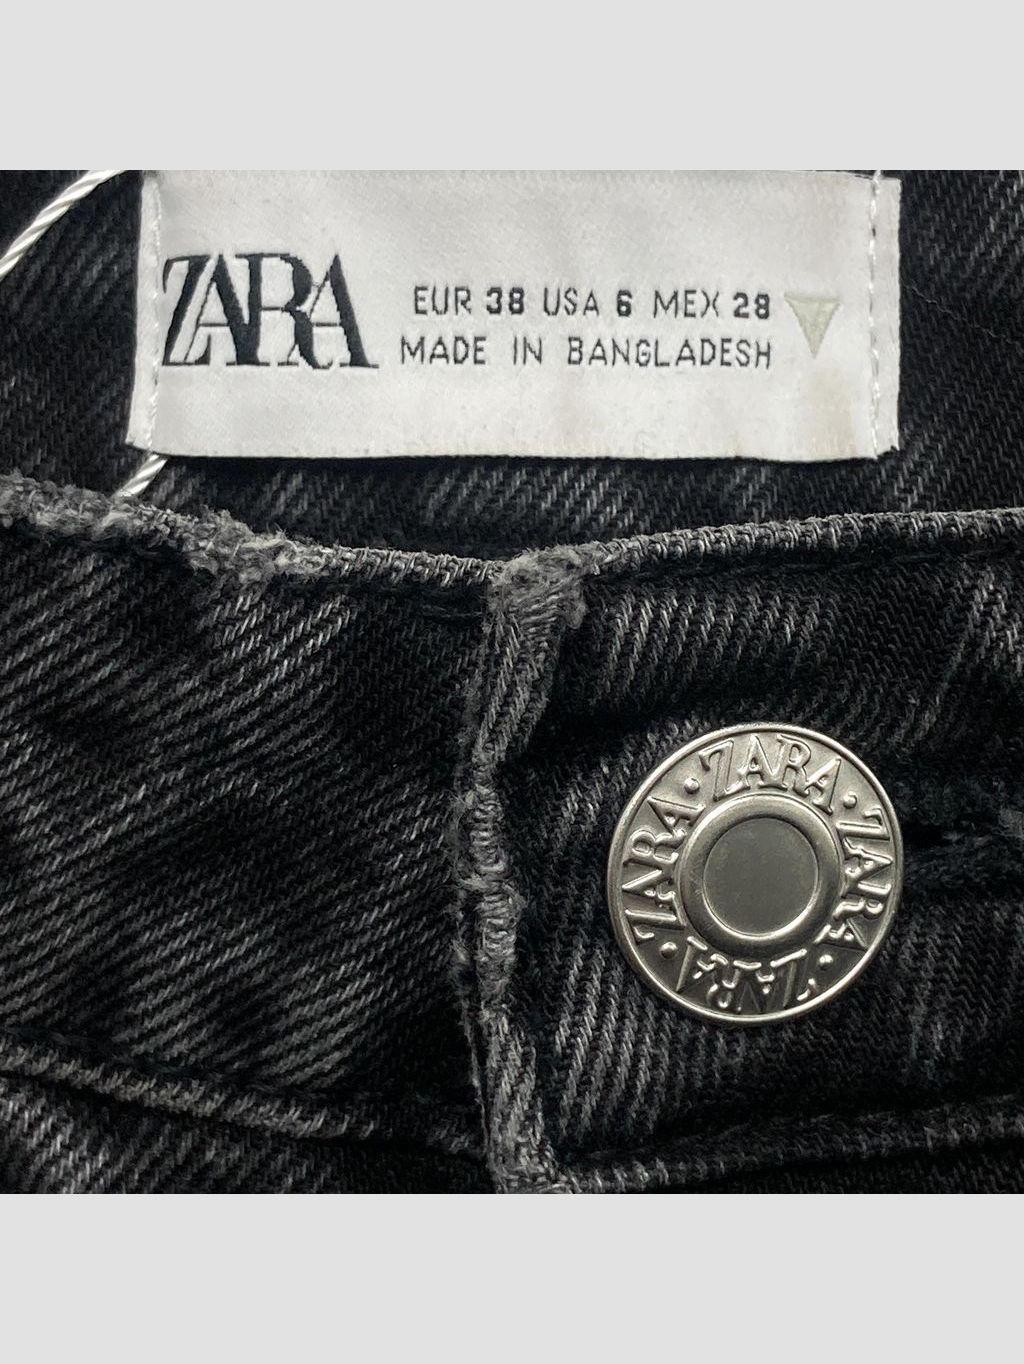 ZARA
EUR 38 USA 6 MEX 28
MADE IN BANGLADESH
ZARA · ZARA · ZARA · ZARA ·